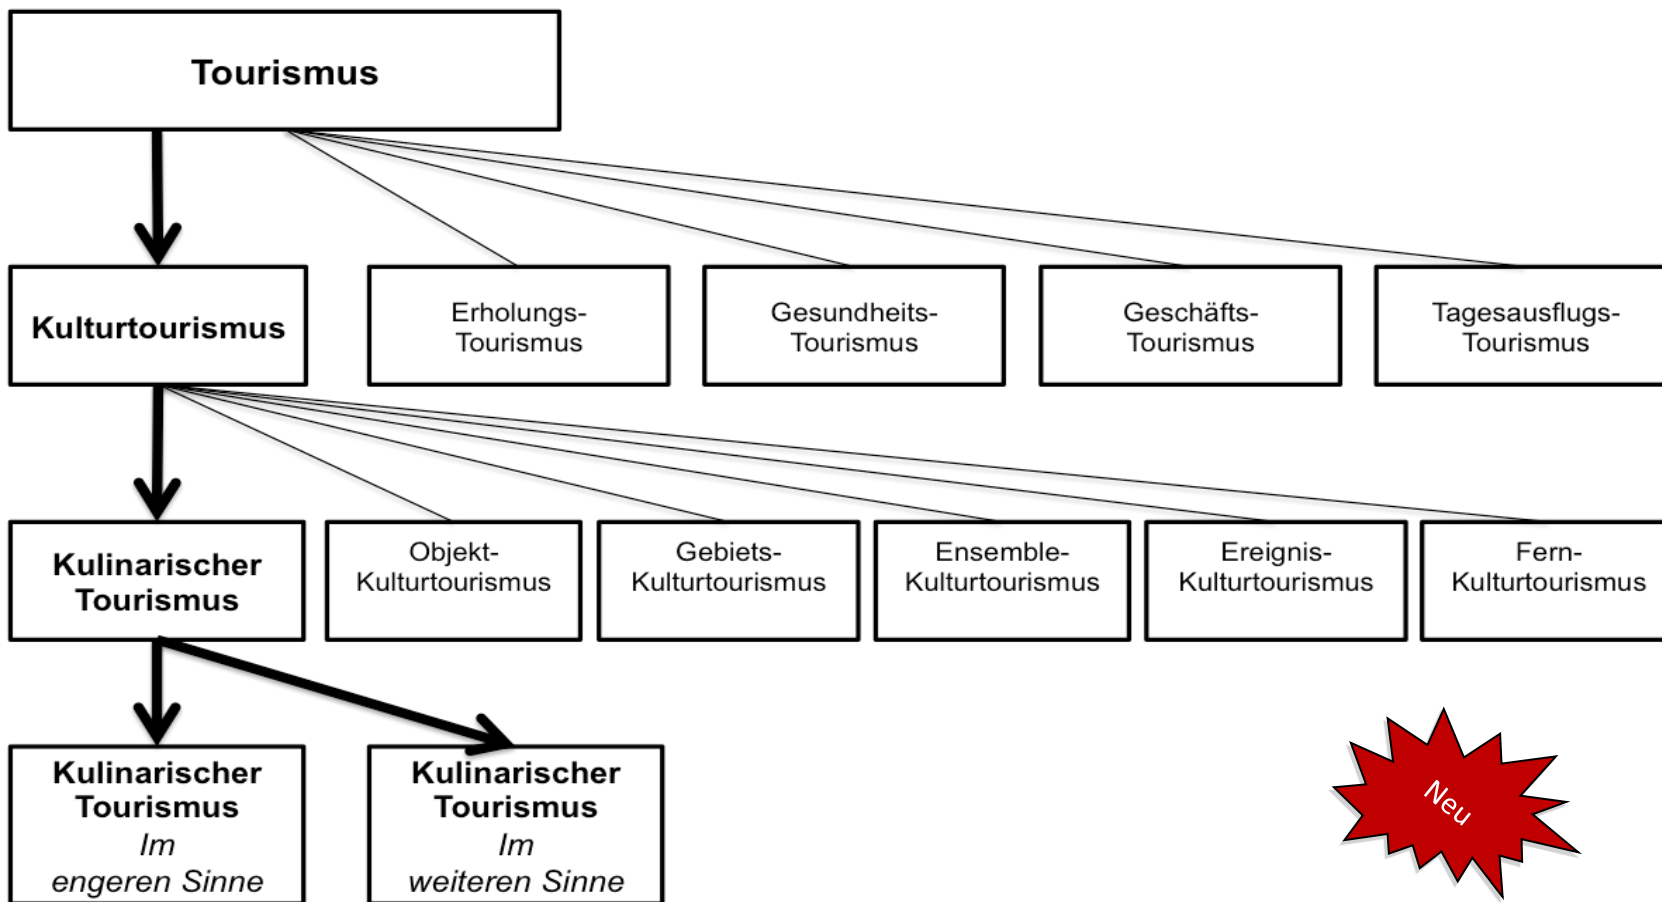 Tourismus
Kulturtourismus
Erholungs-
Tourismus
Gesundheits-
Tourismus
Geschäfts-
Tourismus
Tagesausflugs-
Tourismus
Kulinarischer
Tourismus
Objekt-
Kulturtourismus
Gebiets-
Kulturtourismus
Ensemble-
Kulturtourismus
Ereignis-
Kulturtourismus
Fern-
Kulturtourismus
Kulinarischer
Tourismus
Im
engeren Sinne
Kulinarischer
Tourismus
Im
weiteren Sinne
Neu